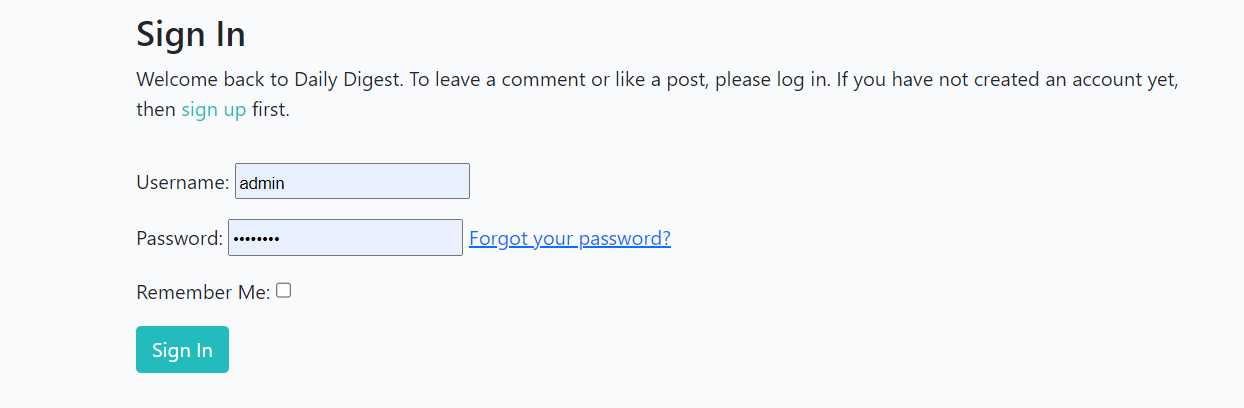 Sign In
Welcome back to Daily Digest. To leave a comment or like a post, please log in. If you have not created an account yet,
then sign up first.
Username: admin
Password: •••••••• Forgot your password?
Remember Me:
Sign In